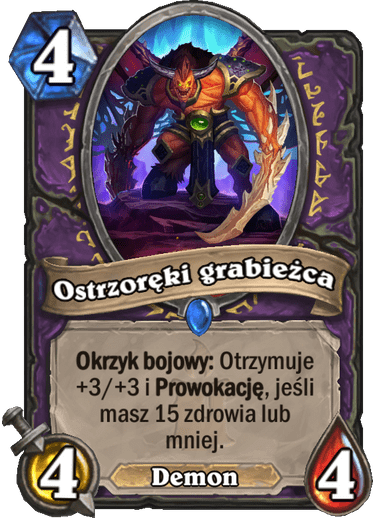 4
Ostrzoręki grabieżca
Okrzyk bojowy: Otrzymuje
+3/+3 i Prowokację, jeśli
masz 15 zdrowia lub
mniej.
4
Demon
4